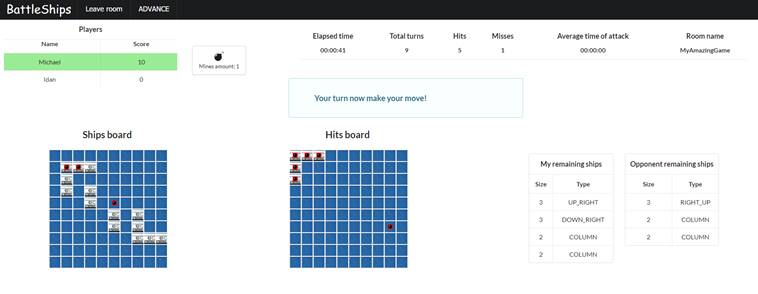 BattleShips Leave room ADVANCE
Players
Name Score
Michael 10
Idan 0
Mines amount: 1
Elapsed time Total turns Hits Misses Average time of attack Room name
00:00:41 9 5 1 00:00:00 MyAmazingGame
Your turn now make your move!
Ships board
Hits board
My remaining ships
Size Type
3 UP_RIGHT
3 DOWN_RIGHT
2 COLUMN
2 COLUMN
Opponent remaining ships
Size Type
3 RIGHT_UP
2 COLUMN
2 COLUMN